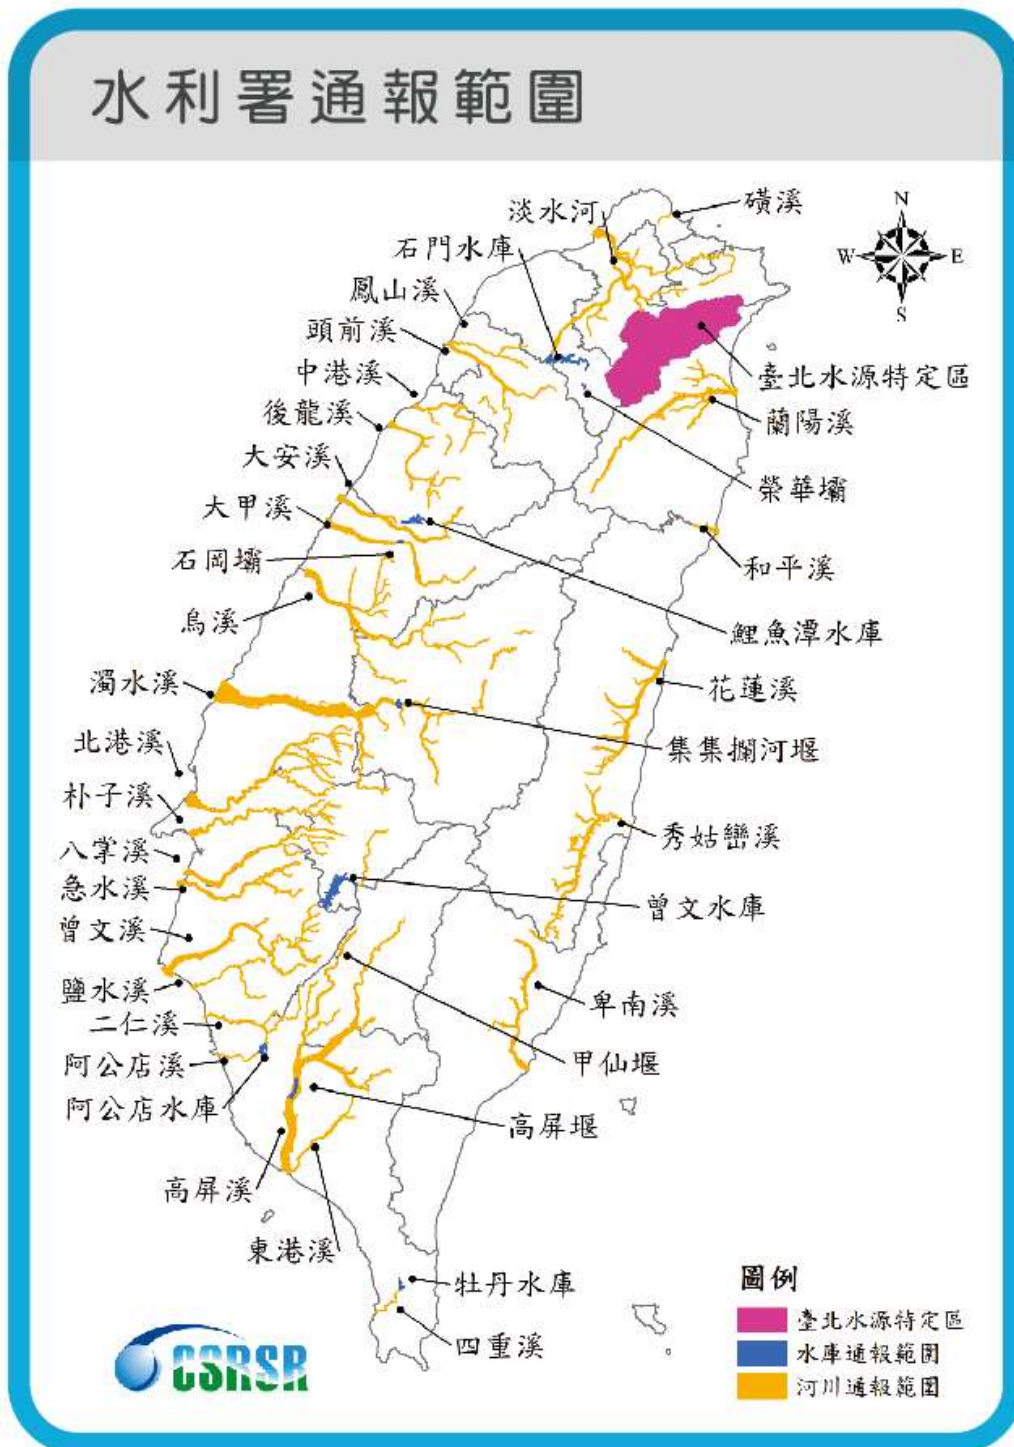 水利署通報範圍
淡水河
磺溪
石門水庫
N
W
E
S
鳳山溪
頭前溪
中港溪
臺北水源特定區
後龍溪
蘭陽溪
大安溪
榮華壩
大甲溪
石岡壩
和平溪
烏溪
鯉魚潭水庫
濁水溪
花蓮溪
北港溪
集集攔河堰
朴子溪
秀姑巒溪
八掌溪
急水溪
曾文水庫
曾文溪
鹽水溪
卑南溪
二仁溪
阿公店溪
甲仙堰
阿公店水庫
高屏堰
高屏溪
東港溪
牡丹水庫
四重溪
圖例
臺北水源特定區
水庫通報範圍
河川通報範圍
CSRSR